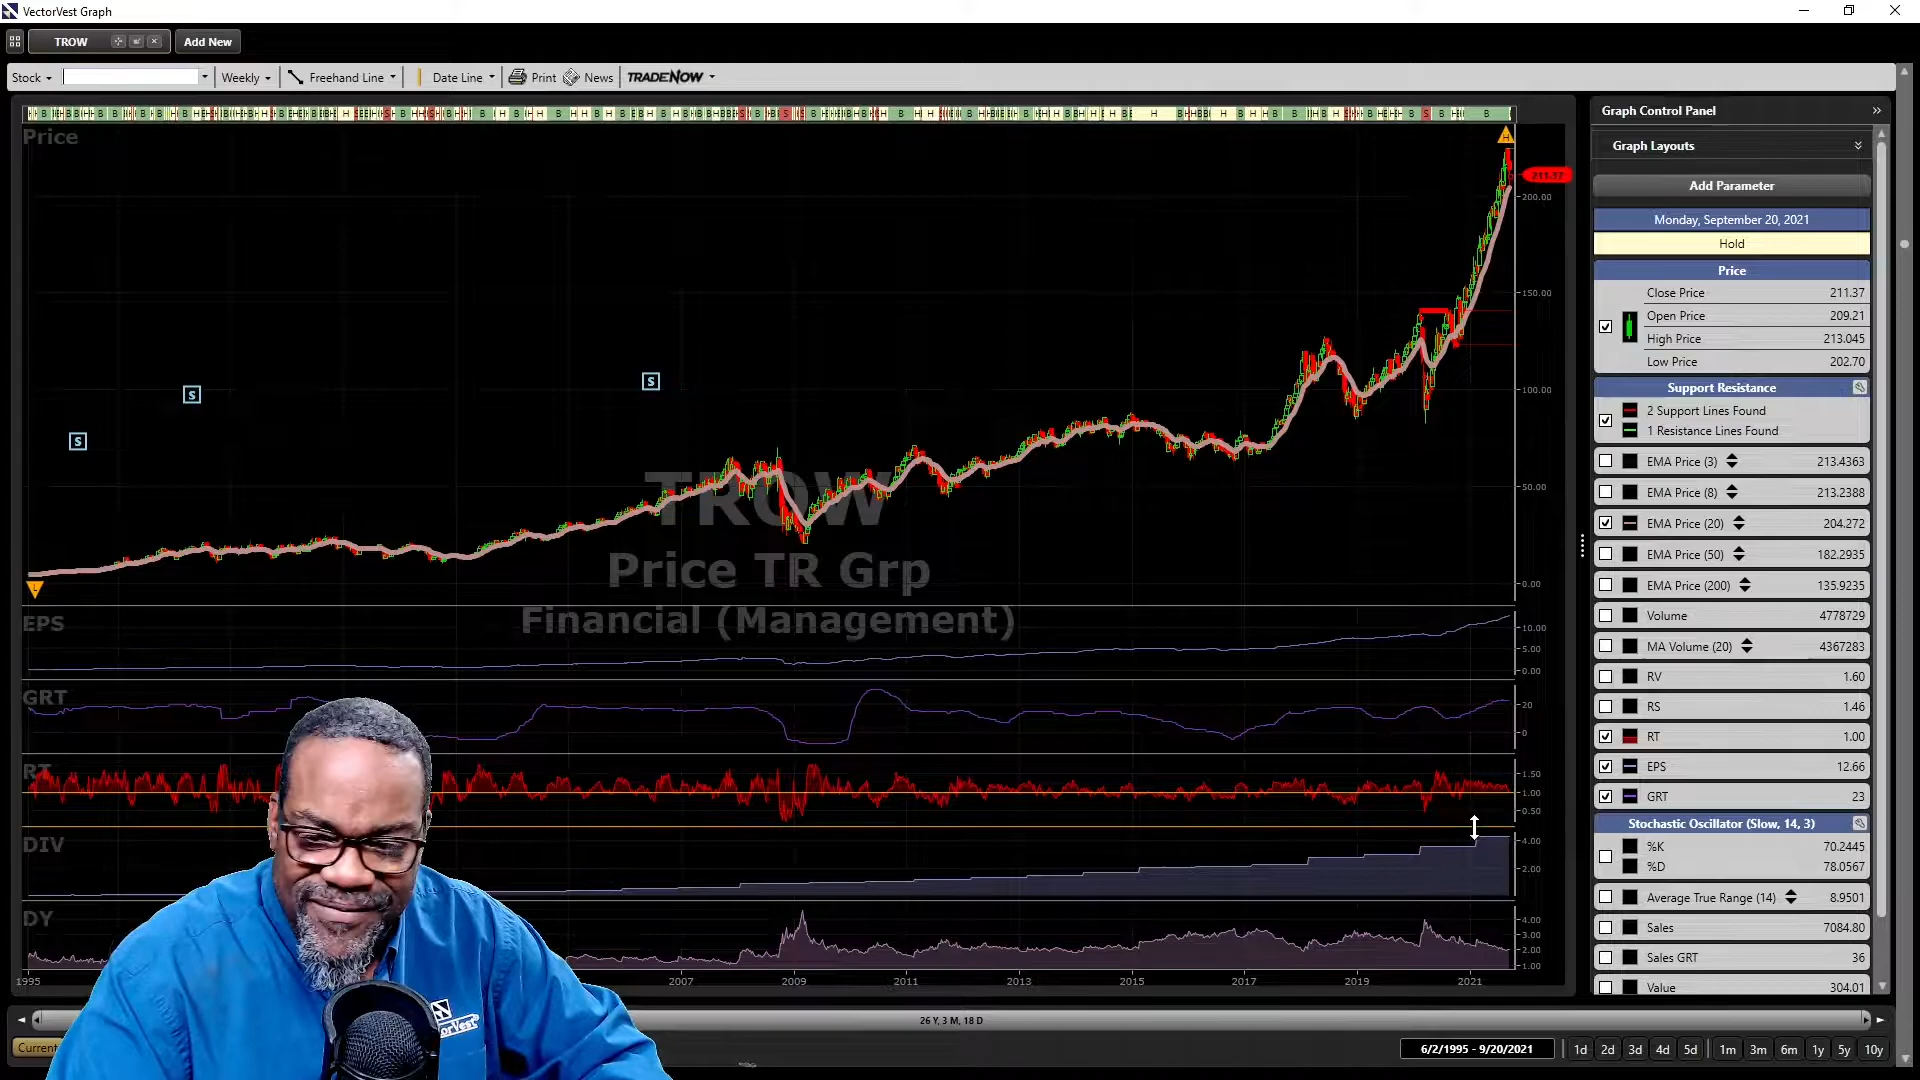 VectorVest Graph
TROW
Add New
Stock
Weekly
Freehand Line
Date Line
Print
News
TRADENOW
Price
H
211.37
200.00
150.00
100.00
50.00
0.00
S
S
S
L
TROW
Price TR Grp
Financial (Management)
EPS
10.00
5.00
0.00
GRT
20
0
RT
1.50
1.00
0.50
DIV
4.00
2.00
DY
4.00
3.00
2.00
1.00
1995
2007
2009
2011
2013
2015
2017
2019
2021
26 Y, 3 M, 18 D
Current
6/2/1995 - 9/20/2021
1d 2d 3d 4d 5d 1m 3m 6m 1y 5y 10y
Graph Control Panel
Graph Layouts
Add Parameter
Monday, September 20, 2021
Hold
Price
Close Price 211.37
Open Price 209.21
High Price 213.045
Low Price 202.70
Support Resistance
2 Support Lines Found
1 Resistance Lines Found
EMA Price (3) 213.4363
EMA Price (8) 213.2388
EMA Price (20) 204.272
EMA Price (50) 182.2935
EMA Price (200) 135.9235
Volume 4778729
MA Volume (20) 4367283
RV 1.60
RS 1.46
RT 1.00
EPS 12.66
GRT 23
Stochastic Oscillator (Slow, 14, 3)
%K 70.2445
%D 78.0567
Average True Range (14) 8.9501
Sales 7084.80
Sales GRT 36
Value 304.01